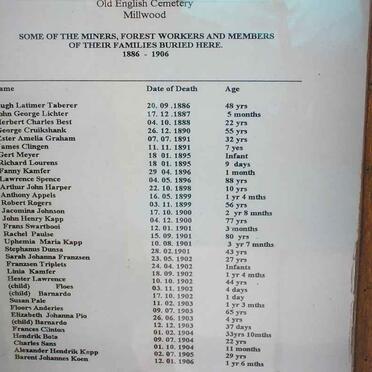 Old English Cemetery
Millwood
SOME OF THE MINERS, FOREST WORKERS AND MEMBERS
OF THEIR FAMILIES BURIED HERE.
1886 - 1906
ame Date of Death Age
ugh Latimer Taberer 20. 09 .1886 48 yrs
ohn George Lichter 17. 12 .1887 5 months
erbert Charles Best 04. 10 .1888 22 yrs
eorge Cruikshank 26. 12 .1890 55 yrs
ster Amelia Graham 07. 07 .1891 32 yrs
ames Clingen 11. 11 .1891 7 yes
ert Meyer 18 01. 1895 Infant
Richard Lourens 18 01. 1895 9 days
Fanny Kamfer 29 04. 1896 1 month
Lawrence Spence 04. 05. 1896 88 yrs
Arthur John Harper 22 10. 1898 10 yrs
Anthony Appels 16 05. 1899 1 yr 4 mths
Robert Rogers 03 11. 1899 56 yrs
Jacomina Johnson 17 10. 1900 2 yr 8 mnths
John Henry Kapp 04 12. 1900 77 yrs
Frans Swartbooi 12 01. 1901 3 months
Rachel Paulse 15 09. 1901 80 yrs
Uphemia Maria Kapp 10 08. 1901 3 yr 7 mnths
Stephanus Dunsa 28 02. 1901 43 yrs
Sarah Johanna Franzsen 23 05. 1902 27 yrs
Franzsen Triplets 24 04. 1902 Infants
Linia Kamfer 18 09. 1902 1 yr 4 mths
Hester Lawrence 10 10. 1902 44 yrs
(child) Floes 03 11. 1902 4 days
(child) Barnardo 17 10. 1902 1 day
Susan Pale 11 02. 1903 1 yr 3 mths
Floors Anderies 09 07. 1903 65 yrs
Elizabeth Johanna Pio 26 06. 1903 4 yrs
(child) Barnardo 12 12. 1903 37 days
Frances Clinton 02 01. 1904 33yrs 10mths
Hendrik Bota 09 07. 1904 22 yrs
Charles Sam 01 10. 1904 11 months
Alexander Hendrik Kapp 02 07. 1905 29 yrs
Barent Johannes Koen 12 01. 1906 1 yr 6 mths